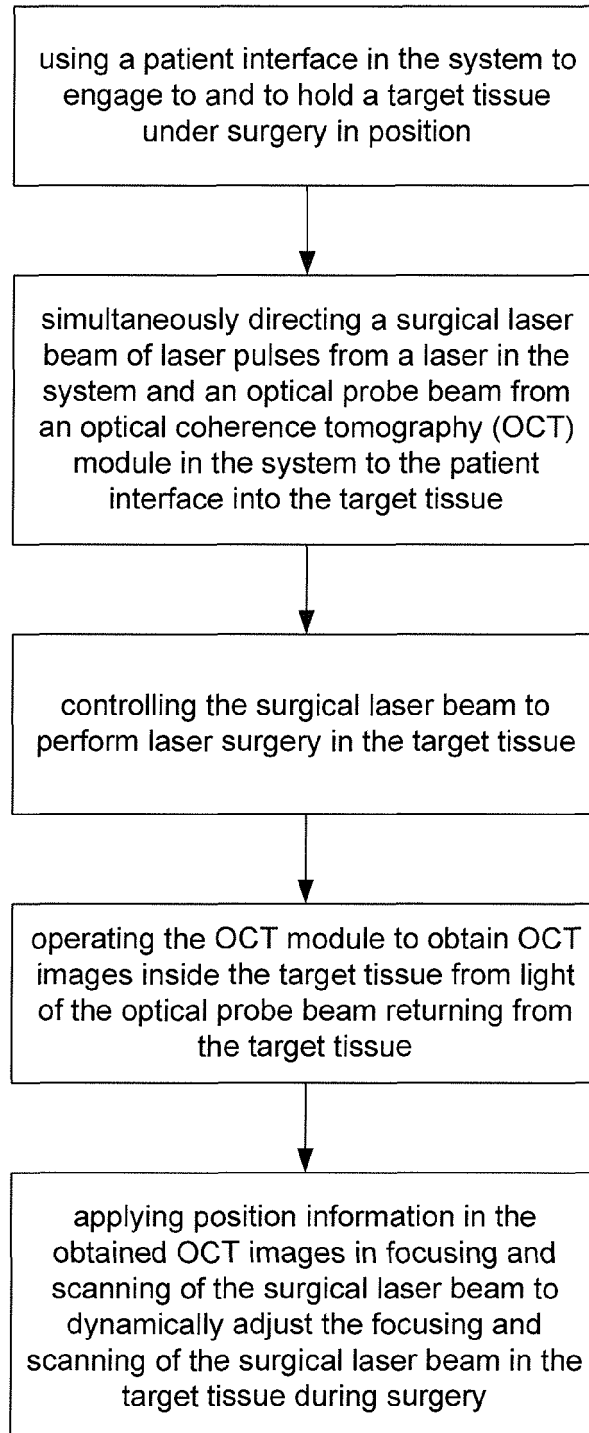 using a patient interface in the system to
engage to and to hold a target tissue
under surgery in position
simultaneously directing a surgical laser
beam of laser pulses from a laser in the
system and an optical probe beam from
an optical coherence tomography (OCT)
module in the system to the patient
interface into the target tissue
controlling the surgical laser beam to
perform laser surgery in the target tissue
operating the OCT module to obtain OCT
images inside the target tissue from light
of the optical probe beam returning from
the target tissue
applying position information in the
obtained OCT images in focusing and
scanning of the surgical laser beam to
dynamically adjust the focusing and
scanning of the surgical laser beam in the
target tissue during surgery